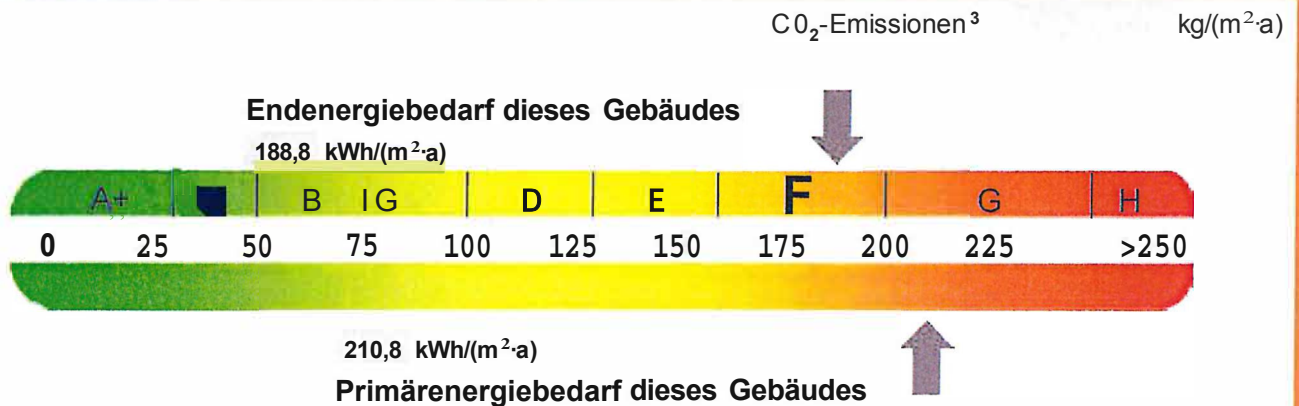 C0₂-Emissionen³ kg/(m²·a)
Endenergiebedarf dieses Gebäudes
188,8 kWh/(m²·a)
A+ B IG D E F G H
0 25 50 75 100 125 150 175 200 225 >250
210,8 kWh/(m²·a)
Primärenergiebedarf dieses Gebäudes